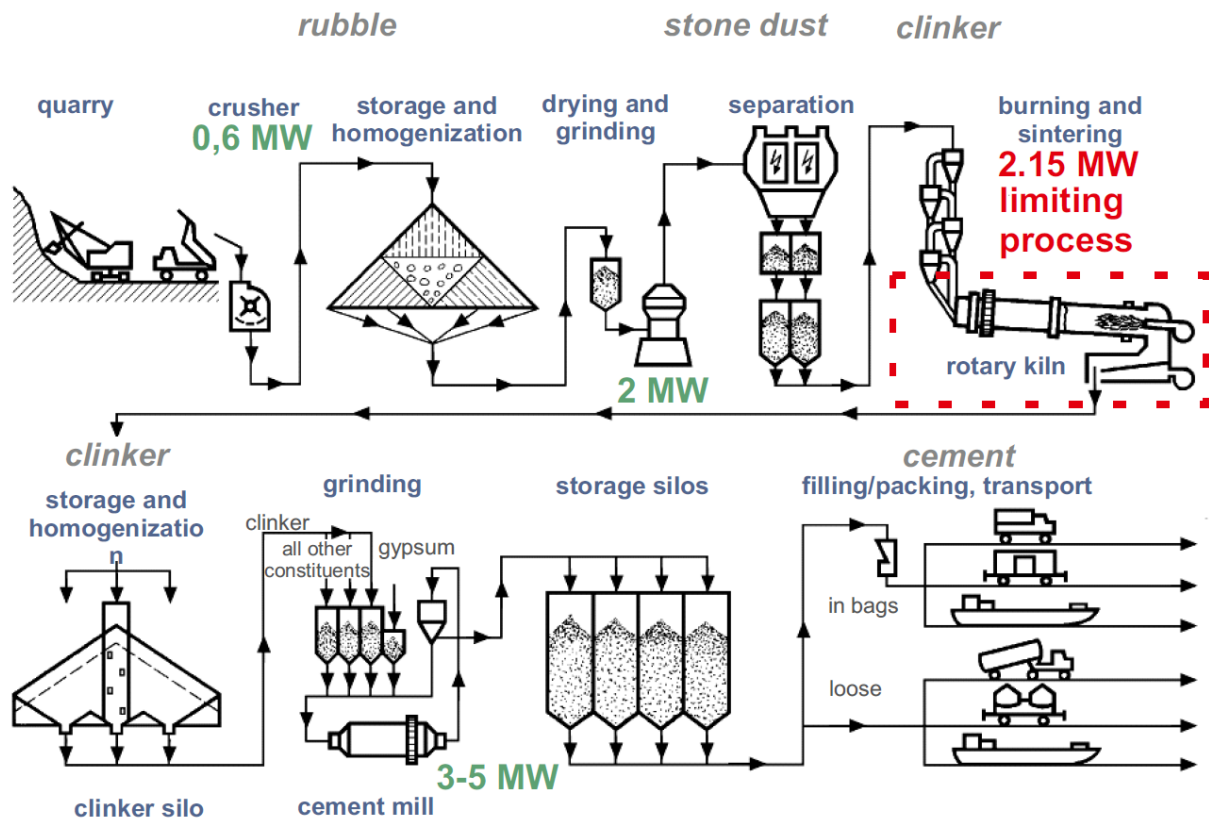 rubble
stone dust
clinker
quarry
crusher
0,6 MW
storage and
homogenization
drying and
grinding
2 MW
separation
burning and
sintering
2.15 MW
limiting
process
rotary kiln
clinker
storage and
homogenizatio
n
clinker silo
grinding
clinker
all other
constituents
gypsum
cement mill
3-5 MW
storage silos
cement
filling/packing, transport
in bags
loose